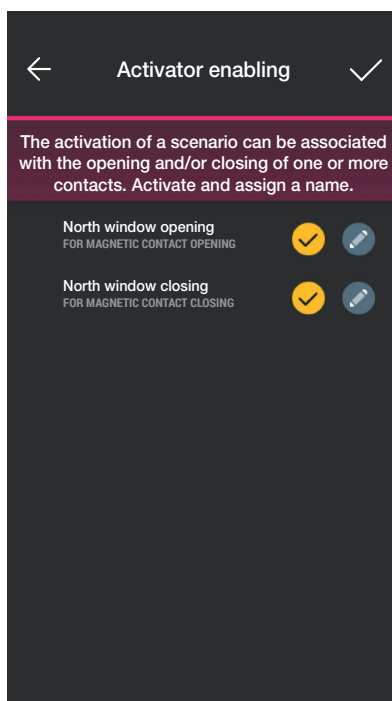 Activator enabling
The activation of a scenario can be associated
with the opening and/or closing of one or more
contacts. Activate and assign a name.
North window opening
FOR MAGNETIC CONTACT OPENING
North window closing
FOR MAGNETIC CONTACT CLOSING